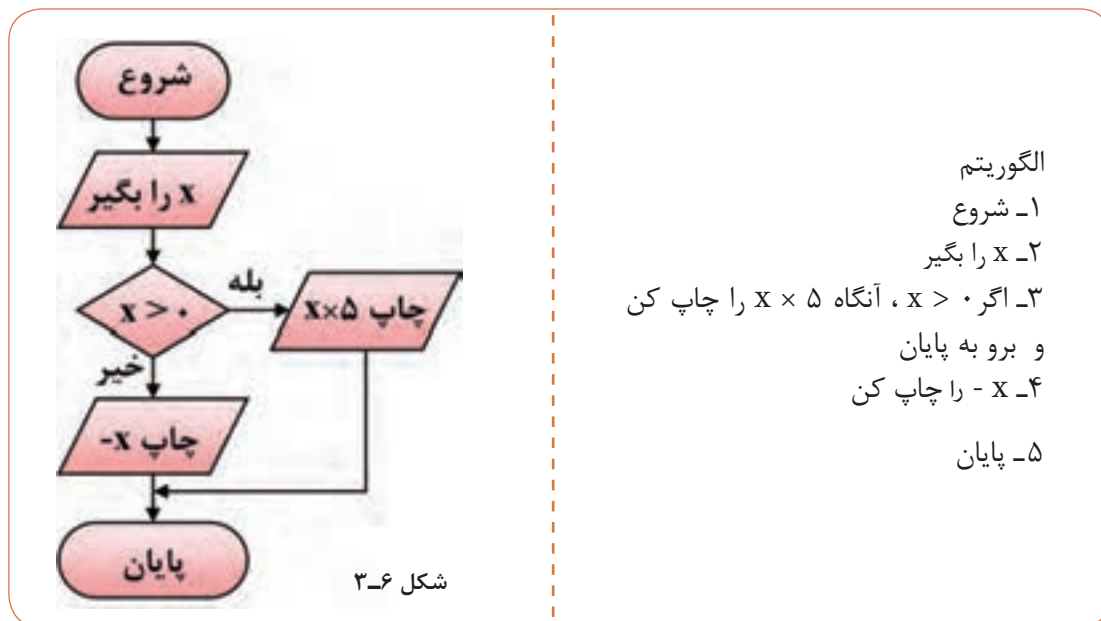 الگوریتم
۱ـ شروع
۲ـ x را بگیر
۳ـ اگر x > ۰ ، آنگاه x × ۵ را چاپ کن
و برو به پایان
۴ـ x - را چاپ کن
۵ـ پایان
شروع
x را بگیر
x > ۰
بله
چاپ x×۵
خیر
چاپ -x
پایان
شکل ۶ـ۳